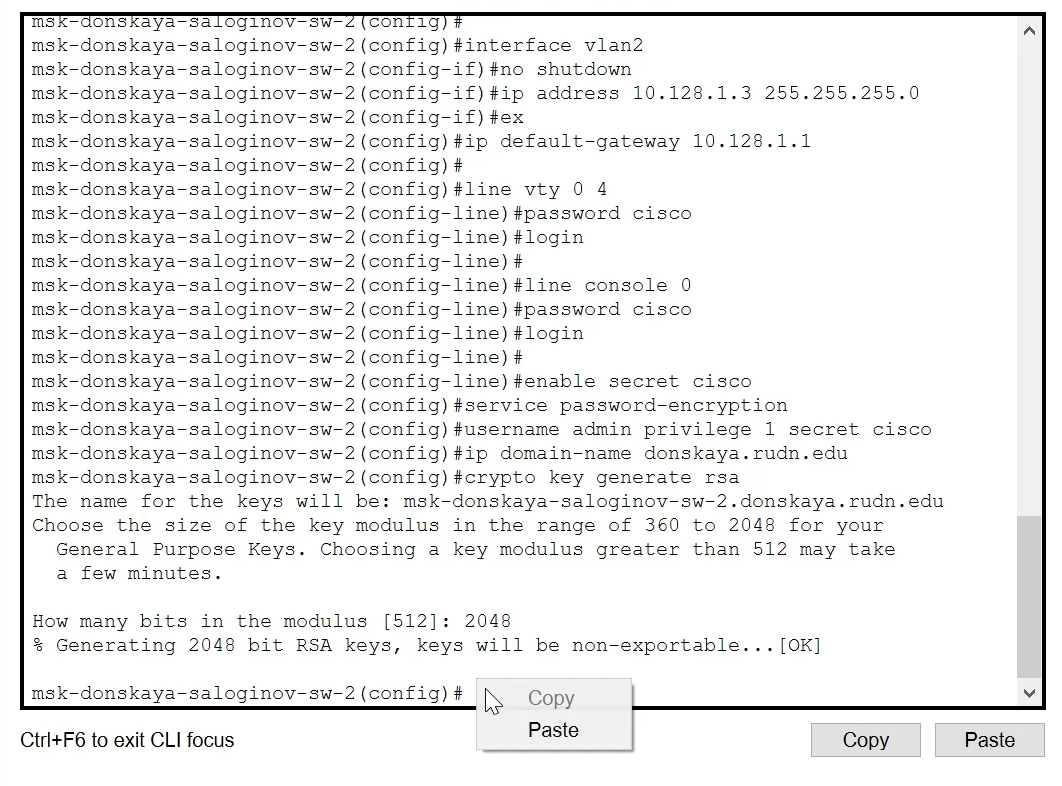 msk-donskaya-saloginov-sw-2(config)#
msk-donskaya-saloginov-sw-2(config)#interface vlan2
msk-donskaya-saloginov-sw-2(config-if)#no shutdown
msk-donskaya-saloginov-sw-2(config-if)#ip address 10.128.1.3 255.255.255.0
msk-donskaya-saloginov-sw-2(config-if)#ex
msk-donskaya-saloginov-sw-2(config)#ip default-gateway 10.128.1.1
msk-donskaya-saloginov-sw-2(config)#
msk-donskaya-saloginov-sw-2(config)#line vty 0 4
msk-donskaya-saloginov-sw-2(config-line)#password cisco
msk-donskaya-saloginov-sw-2(config-line)#login
msk-donskaya-saloginov-sw-2(config-line)#
msk-donskaya-saloginov-sw-2(config-line)#line console 0
msk-donskaya-saloginov-sw-2(config-line)#password cisco
msk-donskaya-saloginov-sw-2(config-line)#login
msk-donskaya-saloginov-sw-2(config-line)#
msk-donskaya-saloginov-sw-2(config-line)#enable secret cisco
msk-donskaya-saloginov-sw-2(config)#service password-encryption
msk-donskaya-saloginov-sw-2(config)#username admin privilege 1 secret cisco
msk-donskaya-saloginov-sw-2(config)#ip domain-name donskaya.rudn.edu
msk-donskaya-saloginov-sw-2(config)#crypto key generate rsa
The name for the keys will be: msk-donskaya-saloginov-sw-2.donskaya.rudn.edu
Choose the size of the key modulus in the range of 360 to 2048 for your
General Purpose Keys. Choosing a key modulus greater than 512 may take
a few minutes.
How many bits in the modulus [512]: 2048
% Generating 2048 bit RSA keys, keys will be non-exportable...[OK]
msk-donskaya-saloginov-sw-2(config)#
Copy
Paste
Ctrl+F6 to exit CLI focus
Copy
Paste